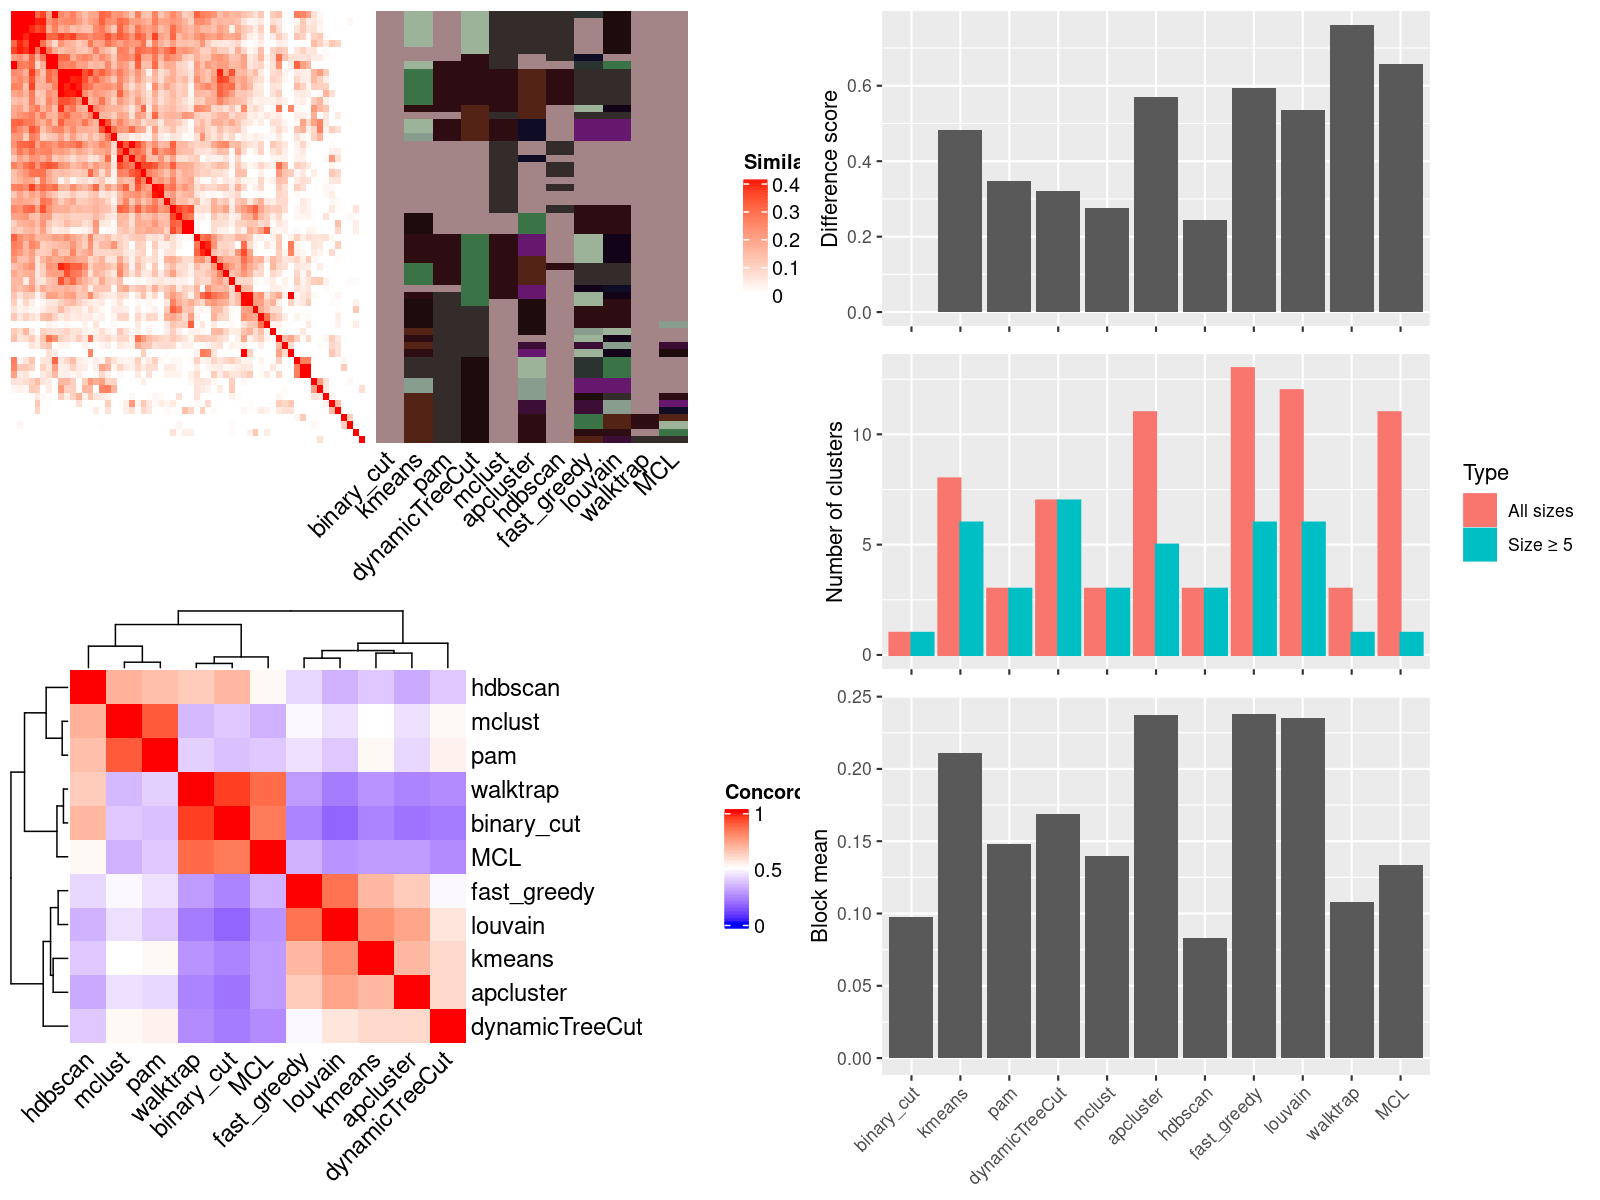 Simila
0.4
0.3
0.2
0.1
0
binary_cut
kmeans
pam
dynamicTreeCut
mclust
apcluster
hdbscan
fast_greedy
louvain
walktrap
MCL
hdbscan
mclust
pam
walktrap
binary_cut
MCL
fast_greedy
louvain
kmeans
apcluster
dynamicTreeCut
hdbscan
mclust
pam
walktrap
binary_cut
MCL
fast_greedy
louvain
kmeans
apcluster
dynamicTreeCut
Concord
1
0.5
0
Difference score
0.6
0.4
0.2
0.0
Number of clusters
10
5
0
Type
All sizes
Size ≥ 5
Block mean
0.25
0.20
0.15
0.10
0.05
0.00
binary_cut
kmeans
pam
dynamicTreeCut
mclust
apcluster
hdbscan
fast_greedy
louvain
walktrap
MCL